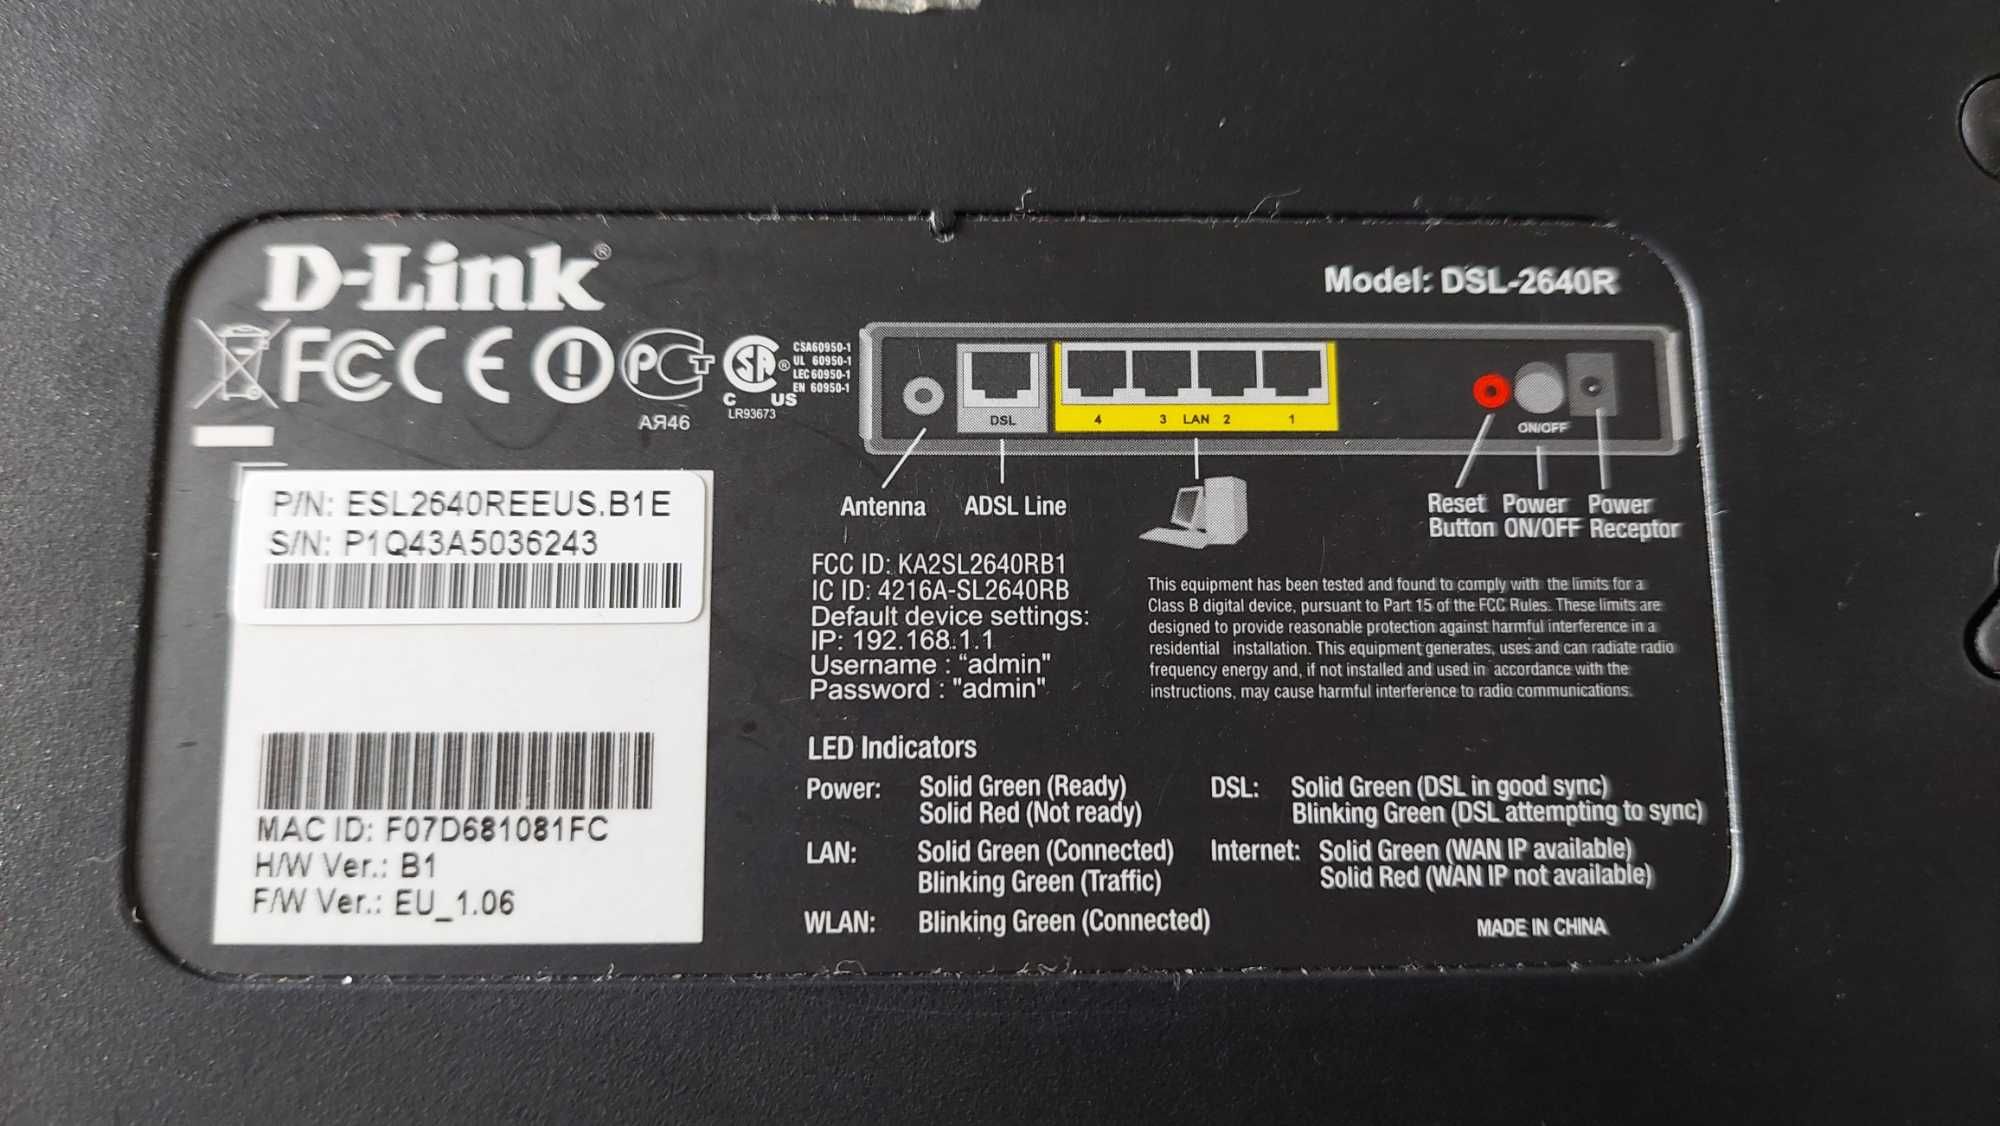 D-Link®
Model: DSL-2640R
FC CE
PCT
АЯ46
SA®
C US
LR93673
CSA60950-1
UL 60950-1
LEC60950-1
EN 60950-1
DSL
4 3 LAN 2 1
ON/OFF
Antenna
ADSL Line
Reset Button
Power ON/OFF
Power Receptor
P/N: ESL2640REEUS.B1E
S/N: P1Q43A5036243
MAC ID: F07D681081FC
H/W Ver.: B1
F/W Ver.: EU_1.06
FCC ID: KA2SL2640RB1
IC ID: 4216A-SL2640RB
Default device settings:
IP: 192.168.1.1
Username : "admin"
Password : "admin"
This equipment has been tested and found to comply with the limits for a
Class B digital device, pursuant to Part 15 of the FCC Rules. These limits are
designed to provide reasonable protection against harmful interference in a
residential installation. This equipment generates, uses and can radiate radio
frequency energy and, if not installed and used in accordance with the
instructions, may cause harmful interference to radio communications.
LED Indicators
Power: Solid Green (Ready)
Solid Red (Not ready)
LAN: Solid Green (Connected)
Blinking Green (Traffic)
WLAN: Blinking Green (Connected)
DSL: Solid Green (DSL in good sync)
Blinking Green (DSL attempting to sync)
Internet: Solid Green (WAN IP available)
Solid Red (WAN IP not available)
MADE IN CHINA